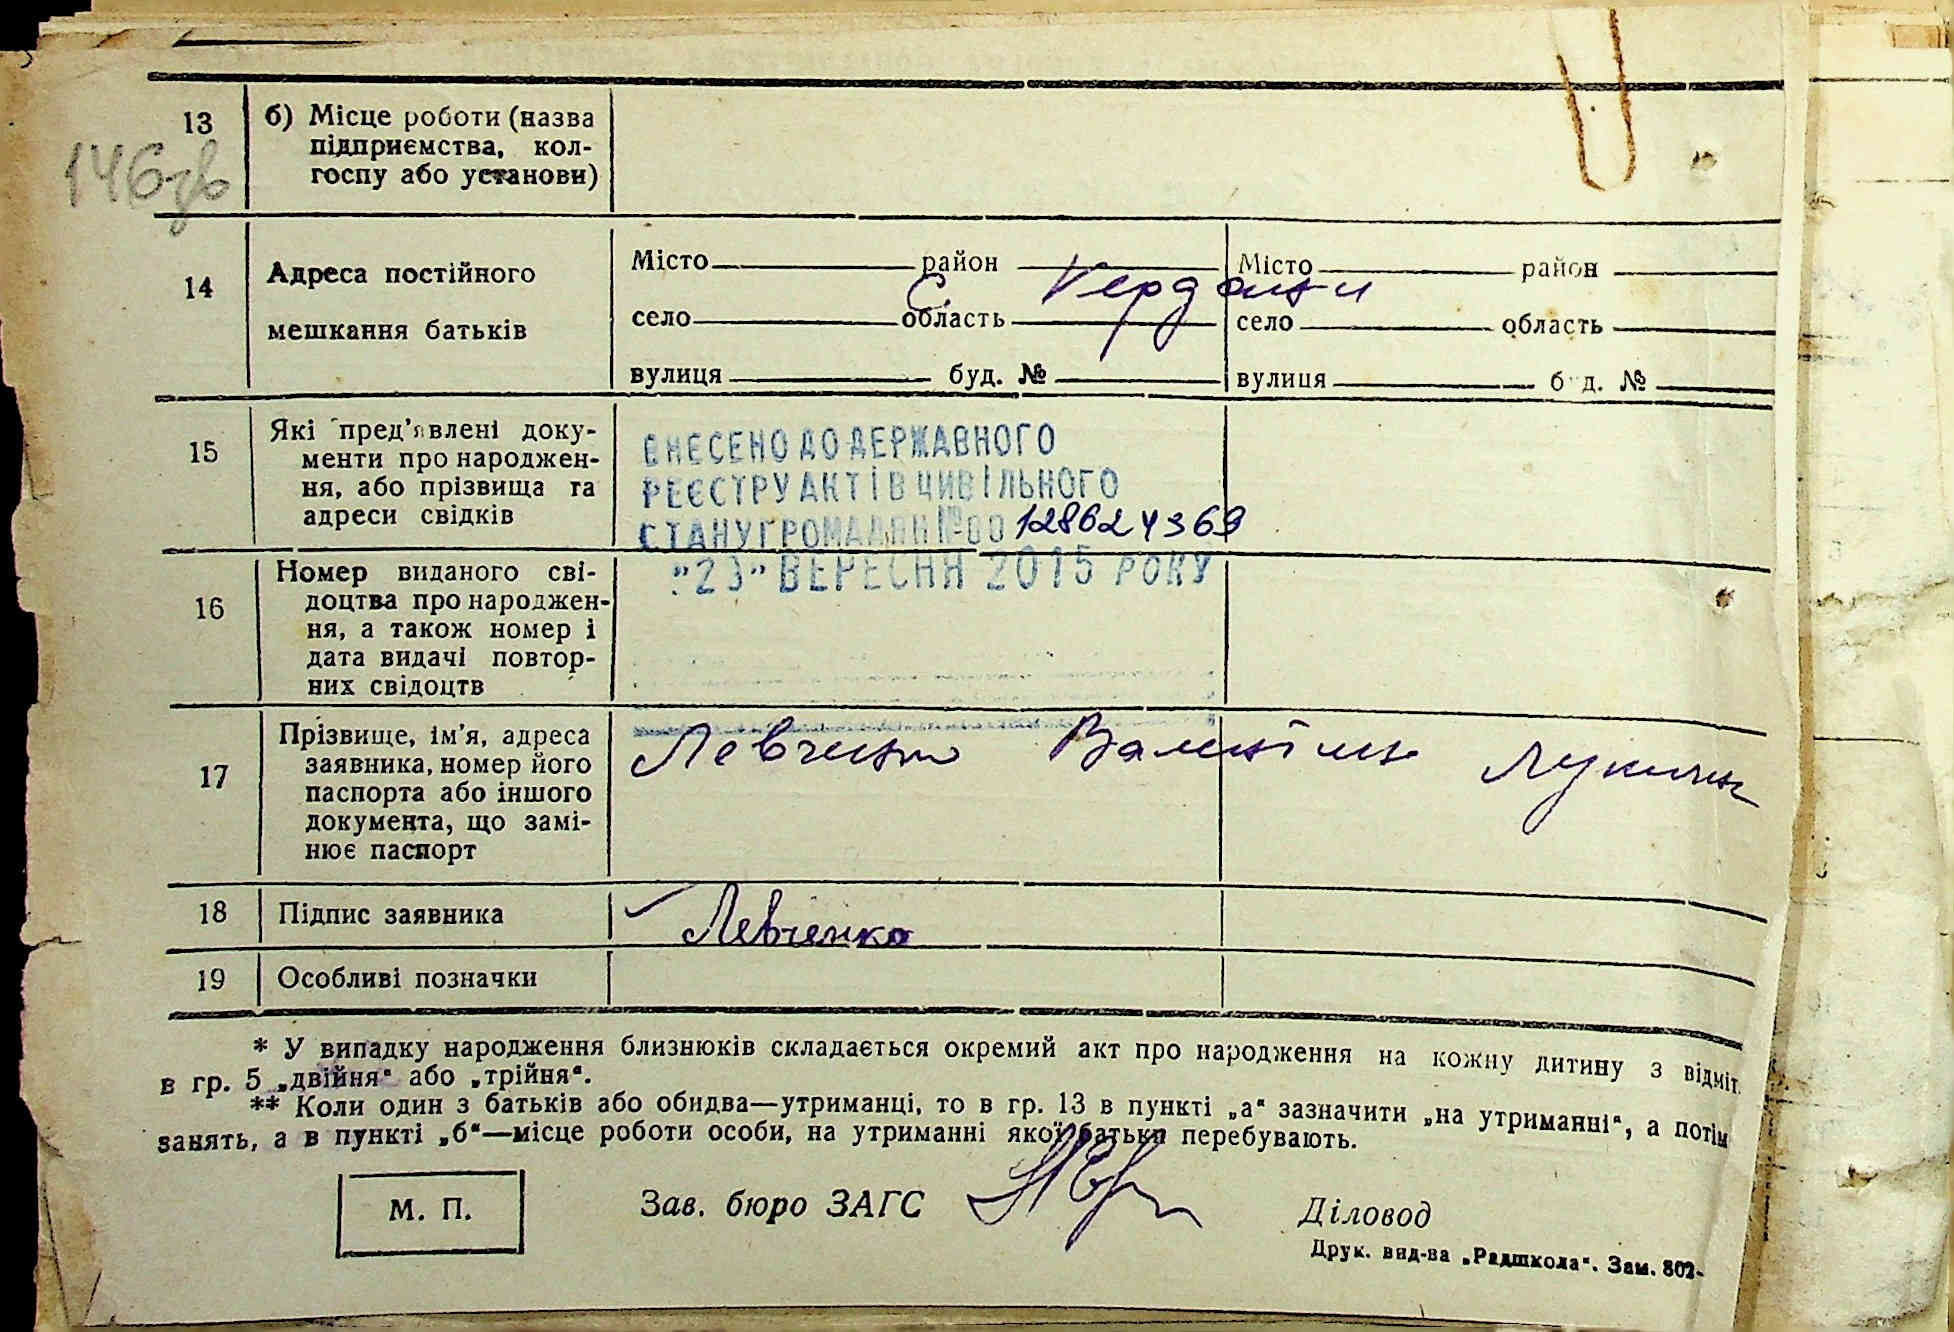 13
б) Місце роботи (назва
підприємства, кол-
госпу або установи)
146зв
14
Адреса постійного
мешкання батьків
Місто район
село область
вулиця буд. №
Місто район
село область
вулиця буд. №
С.
15
Які пред'явлені доку-
менти про народжен-
ня, або прізвища та
адреси свідків
ВНЕСЕНО ДО ДЕРЖАВНОГО
РЕЄСТРУ АКТІВ ЦИВІЛЬНОГО
СТАНУ ГРОМАДЯН №00128624369
"23" ВЕРЕСНЯ 2015 РОКУ
16
Номер виданого сві-
доцтва про народжен-
ня, а також номер і
дата видачі повтор-
них свідоцтв
17
Прізвище, ім'я, адреса
заявника, номер його
паспорта або іншого
документа, що замі-
нює паспорт
Левченко
18
Підпис заявника
Левченко
19
Особливі позначки
* У випадку народження близнюків складається окремий акт про народження на кожну дитину з відміт.
в гр. 5 „двійня“ або „трійня“.
** Коли один з батьків або обидва—утриманці, то в гр. 13 в пункті „а“ зазначити „на утриманні“, а потім
занять, а в пункті „б“—місце роботи особи, на утриманні якої батьки перебувають.
М. П.
Зав. бюро ЗАГС
Діловод
Друк. вид-ва „Радшкола“. Зам. 802-